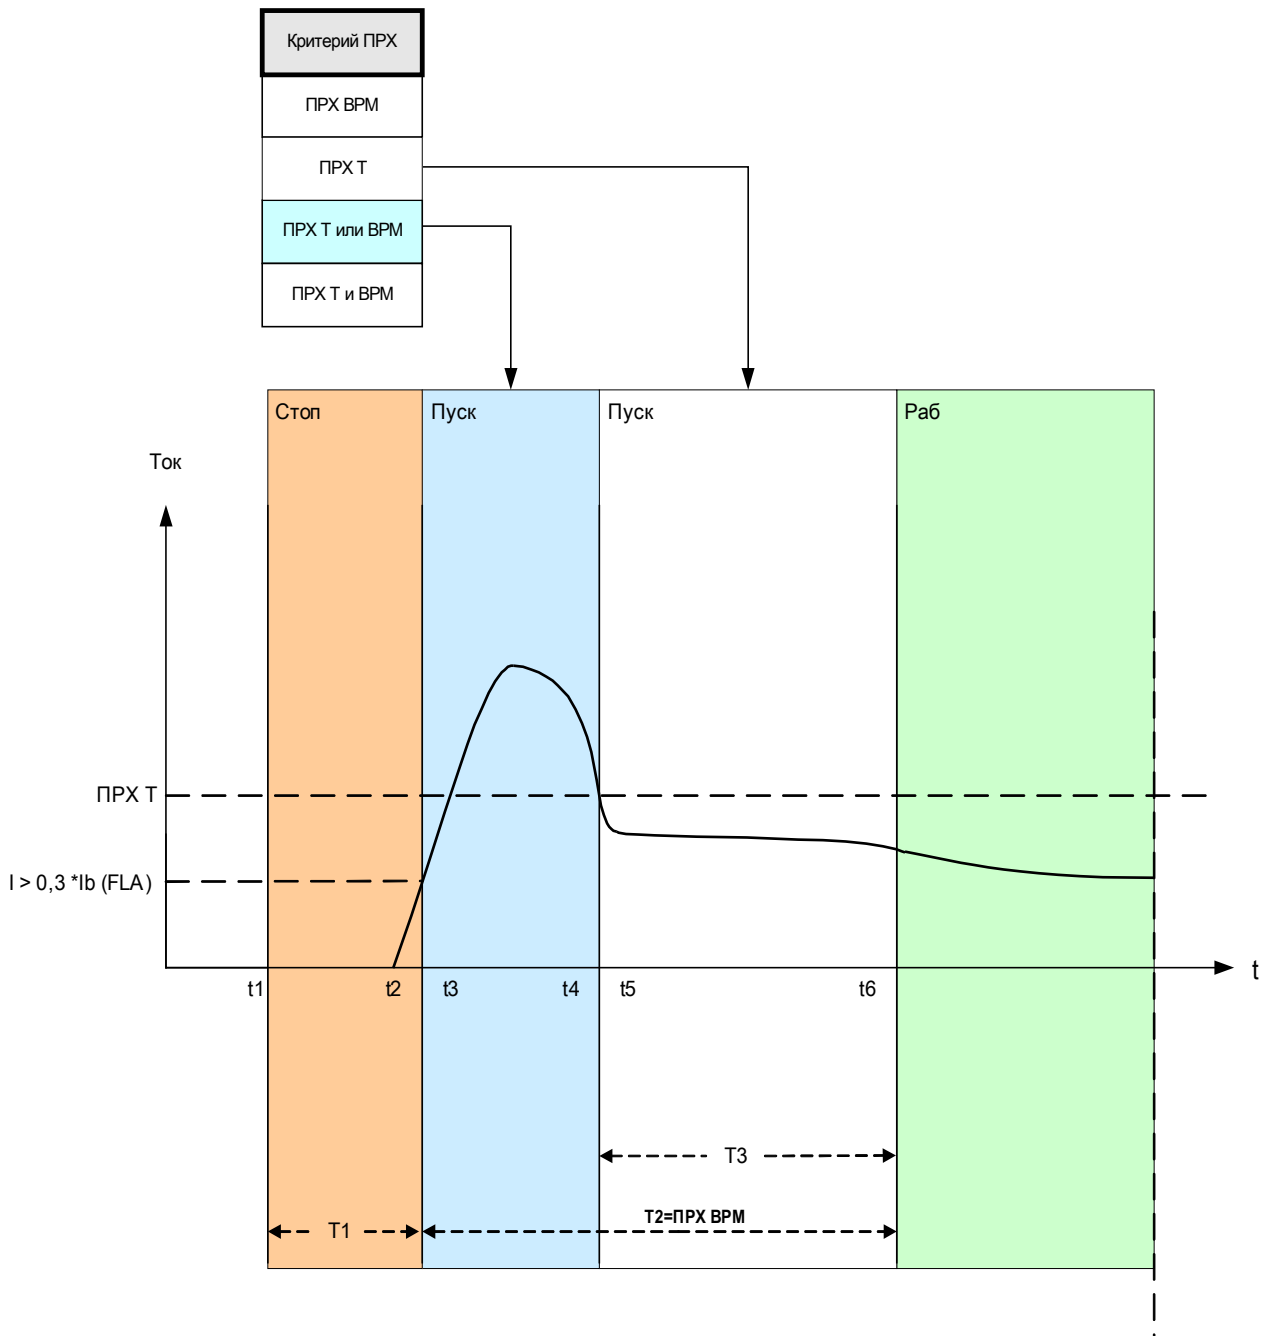 Критерий ПРХ
ПРХ ВРМ
ПРХ Т
ПРХ Т или ВРМ
ПРХ Т и ВРМ
Стоп
Пуск
Пуск
Раб
Ток
ПРХ Т
I > 0,3 *Ib (FLA)
t
t1
t2
t3
t4
t5
t6
T3
T2=ПРХ ВРМ
T1